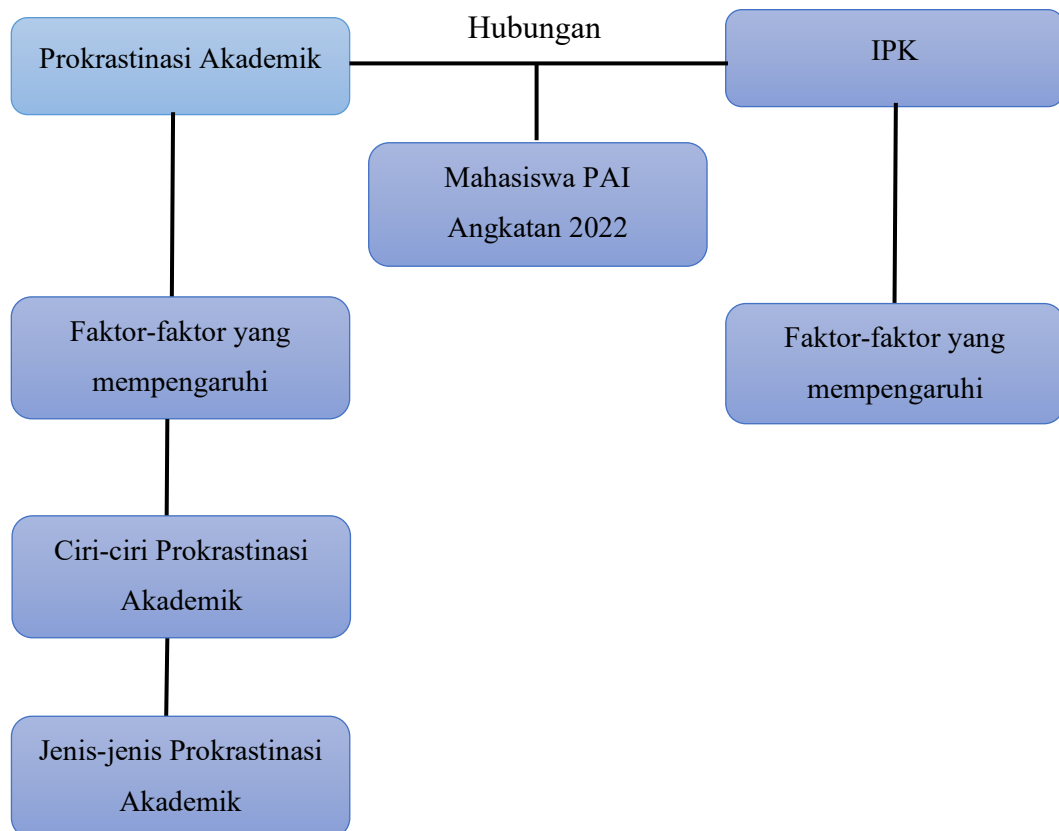 Hubungan
Prokrastinasi Akademik
IPK
Mahasiswa PAI
Angkatan 2022
Faktor-faktor yang
mempengaruhi
Faktor-faktor yang
mempengaruhi
Ciri-ciri Prokrastinasi
Akademik
Jenis-jenis Prokrastinasi
Akademik